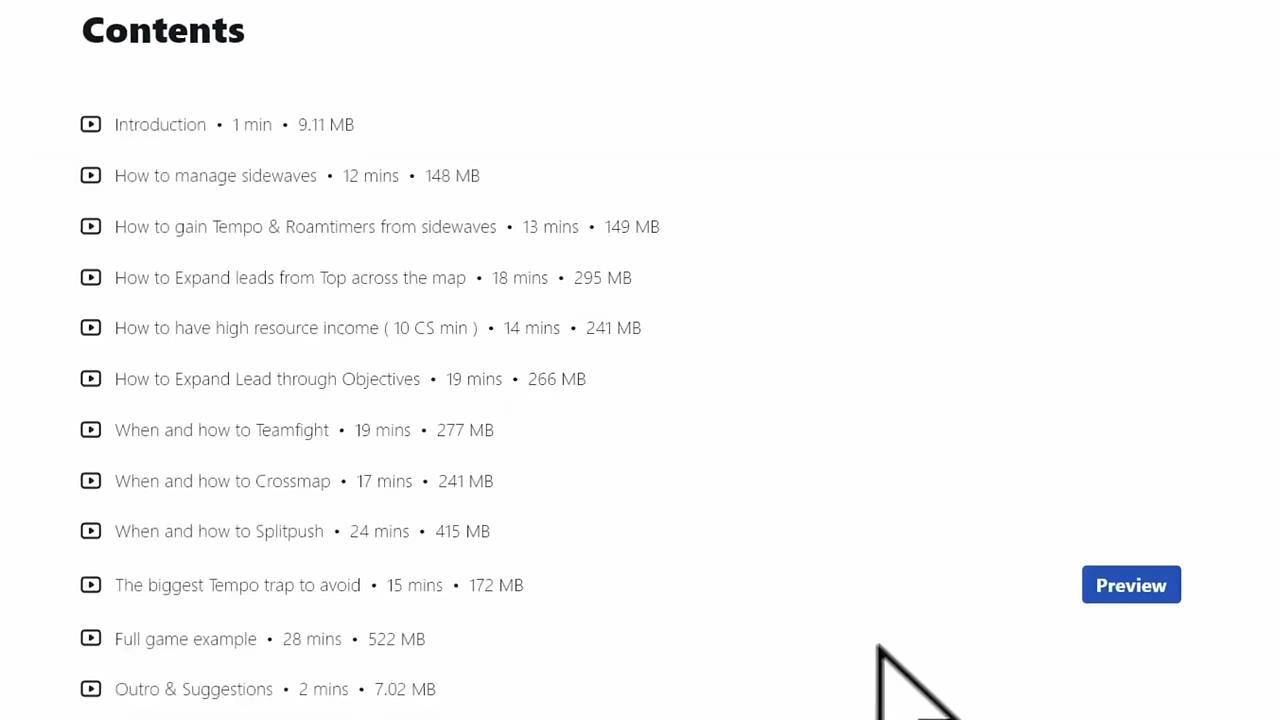 Contents
Introduction • 1 min • 9.11 MB
How to manage sidewaves • 12 mins • 148 MB
How to gain Tempo & Roamtimers from sidewaves • 13 mins • 149 MB
How to Expand leads from Top across the map • 18 mins • 295 MB
How to have high resource income ( 10 CS min ) • 14 mins • 241 MB
How to Expand Lead through Objectives • 19 mins • 266 MB
When and how to Teamfight • 19 mins • 277 MB
When and how to Crossmap • 17 mins • 241 MB
When and how to Splitpush • 24 mins • 415 MB
The biggest Tempo trap to avoid • 15 mins • 172 MB Preview
Full game example • 28 mins • 522 MB
Outro & Suggestions • 2 mins • 7.02 MB